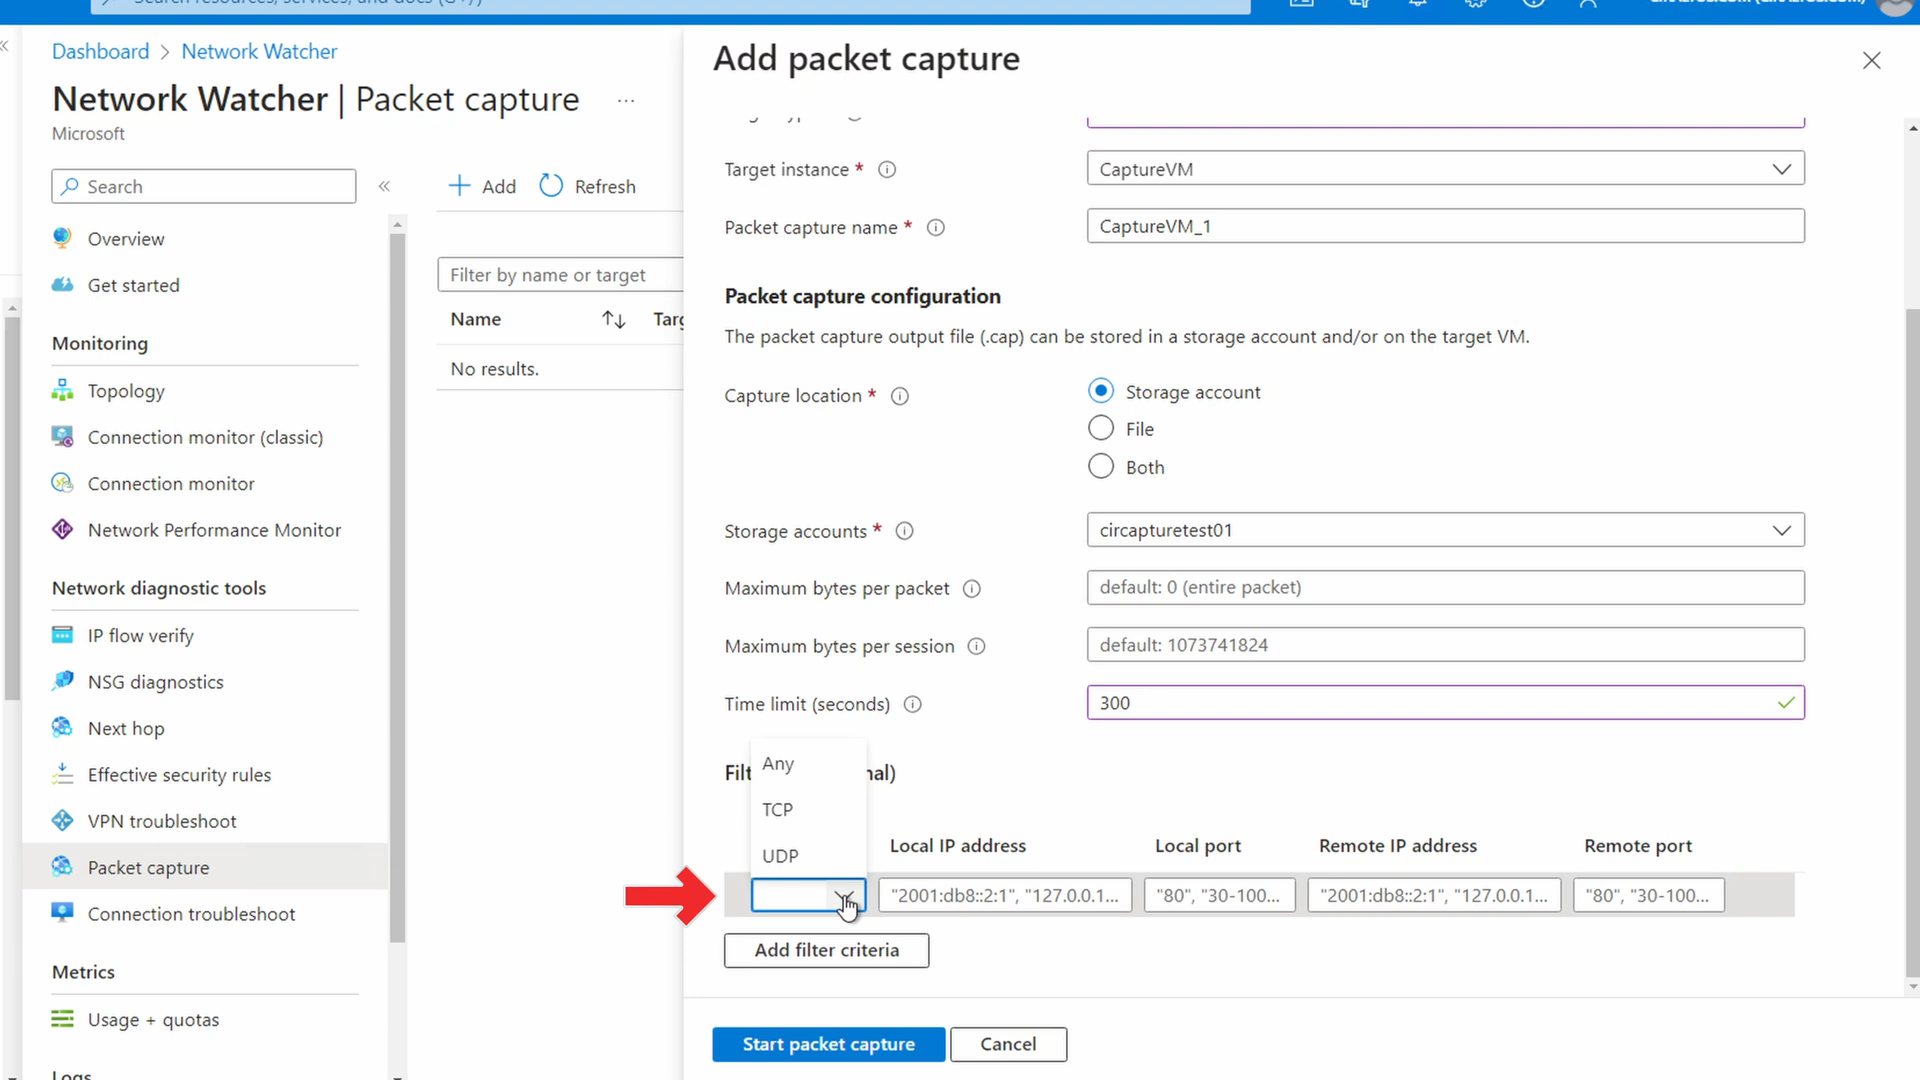 Dashboard > Network Watcher
Network Watcher | Packet capture ...
Microsoft
Search
Add
Refresh
Overview
Get started
Monitoring
Topology
Connection monitor (classic)
Connection monitor
Network Performance Monitor
Network diagnostic tools
IP flow verify
NSG diagnostics
Next hop
Effective security rules
VPN troubleshoot
Packet capture
Connection troubleshoot
Metrics
Usage + quotas
Logs
Filter by name or target
Name
No results.
Add packet capture
Target instance *
CaptureVM
Packet capture name *
CaptureVM_1
Packet capture configuration
The packet capture output file (.cap) can be stored in a storage account and/or on the target VM.
Capture location *
Storage account
File
Both
Storage accounts *
circapturetest01
Maximum bytes per packet
default: 0 (entire packet)
Maximum bytes per session
default: 1073741824
Time limit (seconds)
300
Any
TCP
UDP
Local IP address
Local port
Remote IP address
Remote port
"2001:db8::2:1", "127.0.0.1...
"80", "30-100...
"2001:db8::2:1", "127.0.0.1...
"80", "30-100...
Add filter criteria
Start packet capture
Cancel